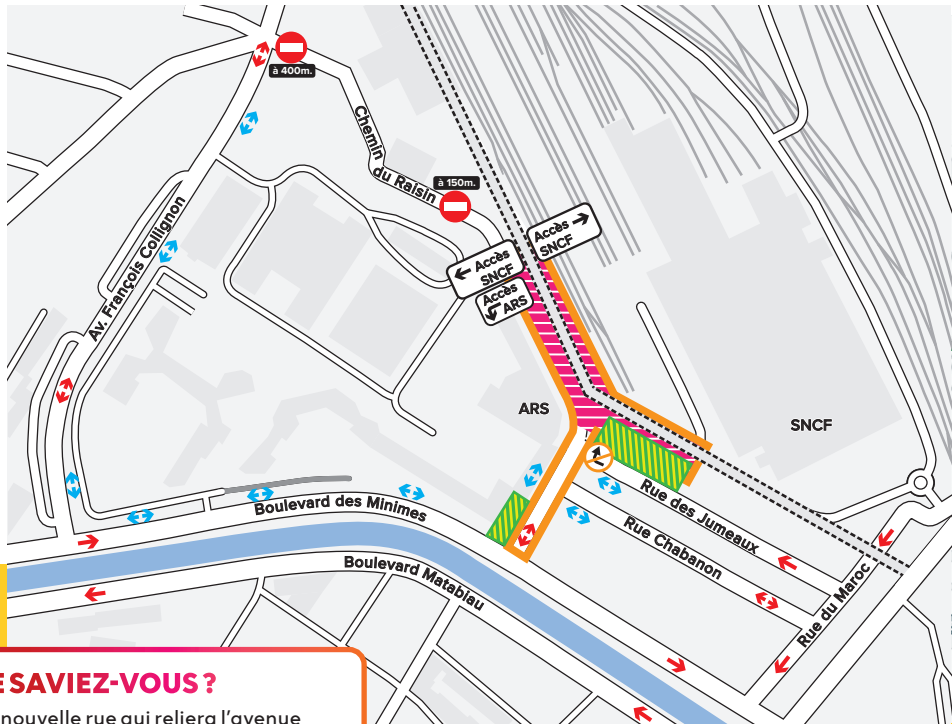 à 400m.
Chemin
du Raisin
à 150m.
Accès
SNCF
Accès
SNCF
Accès
ARS
Av. François Collignon
ARS
SNCF
Boulevard des Minimes
Rue des Jumeaux
Rue Chabanon
Boulevard Matabiau
Rue du Maroc
E SAVIEZ-VOUS ?
nouvelle rue qui reliera l'avenue